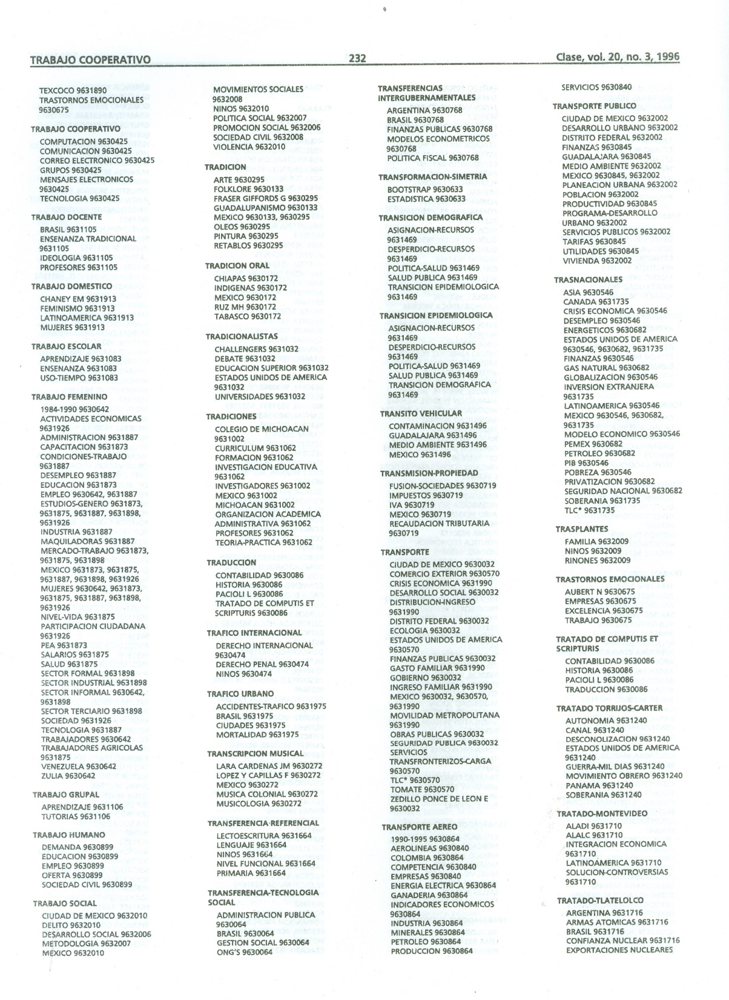 TRABAJO COOPERATIVO
232
Clase, vol. 20, no. 3, 1996
TEXCOCO 9631890
TRASTORNOS EMOCIONALES
9630675
TRABAJO COOPERATIVO
COMPUTACION 9630425
COMUNICACION 9630425
CORREO ELECTRONICO 9630425
GRUPOS 9630425
MENSAJES ELECTRONICOS
9630425
TECNOLOGIA 9630425
TRABAJO DOCENTE
BRASIL 9631105
ENSENANZA TRADICIONAL
9631105
IDEOLOGIA 9631105
PROFESORES 9631105
TRABAJO DOMESTICO
CHANEY EM 9631913
FEMINISMO 9631913
LATINOAMERICA 9631913
MUJERES 9631913
TRABAJO ESCOLAR
APRENDIZAJE 9631083
ENSENANZA 9631083
USO-TIEMPO 9631083
TRABAJO FEMENINO
1984-1990 9630642
ACTIVIDADES ECONOMICAS
9631926
ADMINISTRACION 9631887
CAPACITACION 9631873
CONDICIONES-TRABAJO
9631887
DESEMPLEO 9631887
EDUCACION 9631873
EMPLEO 9630642, 9631887
ESTUDIOS-GENERO 9631873,
9631875, 9631887, 9631898,
9631926
INDUSTRIA 9631887
MAQUILADORAS 9631887
MERCADO-TRABAJO 9631873,
9631875, 9631898
MEXICO 9631873, 9631875,
9631887, 9631898, 9631926
MUJERES 9630642, 9631873,
9631875, 9631887, 9631898,
9631926
NIVEL-VIDA 9631875
PARTICIPACION CIUDADANA
9631926
PEA 9631873
SALARIOS 9631875
SALUD 9631875
SECTOR FORMAL 9631898
SECTOR INDUSTRIAL 9631898
SECTOR INFORMAL 9630642,
9631898
SECTOR TERCIARIO 9631898
SOCIEDAD 9631926
TECNOLOGIA 9631887
TRABAJADORES 9630642
TRABAJADORES AGRICOLAS
9631875
VENEZUELA 9630642
ZULIA 9630642
TRABAJO GRUPAL
APRENDIZAJE 9631106
TUTORIAS 9631106
TRABAJO HUMANO
DEMANDA 9630899
EDUCACION 9630899
EMPLEO 9630899
OFERTA 9630899
SOCIEDAD CIVIL 9630899
TRABAJO SOCIAL
CIUDAD DE MEXICO 9632010
DELITO 9632010
DESARROLLO SOCIAL 9632006
METODOLOGIA 9632007
MEXICO 9632010
MOVIMIENTOS SOCIALES
9632008
NINOS 9632010
POLITICA SOCIAL 9632007
PROMOCION SOCIAL 9632006
SOCIEDAD CIVIL 9632008
VIOLENCIA 9632010
TRADICION
ARTE 9630295
FOLKLORE 9630133
FRASER GIFFORDS G 9630295
GUADALUPANISMO 9630133
MEXICO 9630133, 9630295
OLEOS 9630295
PINTURA 9630295
RETABLOS 9630295
TRADICION ORAL
CHIAPAS 9630172
INDIGENAS 9630172
MEXICO 9630172
RUZ MH 9630172
TABASCO 9630172
TRADICIONALISTAS
CHALLENGERS 9631032
DEBATE 9631032
EDUCACION SUPERIOR 9631032
ESTADOS UNIDOS DE AMERICA
9631032
UNIVERSIDADES 9631032
TRADICIONES
COLEGIO DE MICHOACAN
9631002
CURRICULUM 9631062
FORMACION 9631062
INVESTIGACION EDUCATIVA
9631062
INVESTIGADORES 9631002
MEXICO 9631002
MICHOACAN 9631002
ORGANIZACION ACADEMICA
ADMINISTRATIVA 9631062
PROFESORES 9631062
TEORIA-PRACTICA 9631062
TRADUCCION
CONTABILIDAD 9630086
HISTORIA 9630086
PACIOLI L 9630086
TRATADO DE COMPUTIS ET
SCRIPTURIS 9630086
TRAFICO INTERNACIONAL
DERECHO INTERNACIONAL
9630474
DERECHO PENAL 9630474
NINOS 9630474
TRAFICO URBANO
ACCIDENTES-TRAFICO 9631975
BRASIL 9631975
CIUDADES 9631975
MORTALIDAD 9631975
TRANSCRIPCION MUSICAL
LARA CARDENAS JM 9630272
LOPEZ Y CAPILLAS F 9630272
MEXICO 9630272
MUSICA COLONIAL 9630272
MUSICOLOGIA 9630272
TRANSFERENCIA-REFERENCIAL
LECTOESCRITURA 9631664
LENGUAJE 9631664
NINOS 9631664
NIVEL FUNCIONAL 9631664
PRIMARIA 9631664
TRANSFERENCIA-TECNOLOGIA
SOCIAL
ADMINISTRACION PUBLICA
9630064
BRASIL 9630064
GESTION SOCIAL 9630064
ONG'S 9630064
TRANSFERENCIAS
INTERGUBERNAMENTALES
ARGENTINA 9630768
BRASIL 9630768
FINANZAS PUBLICAS 9630768
MODELOS ECONOMETRICOS
9630768
POLITICA FISCAL 9630768
TRANSFORMACION-SIMETRIA
BOOTSTRAP 9630633
ESTADISTICA 9630633
TRANSICION DEMOGRAFICA
ASIGNACION-RECURSOS
9631469
DESPERDICIO-RECURSOS
9631469
POLITICA-SALUD 9631469
SALUD PUBLICA 9631469
TRANSICION EPIDEMIOLOGICA
9631469
TRANSICION EPIDEMIOLOGICA
ASIGNACION-RECURSOS
9631469
DESPERDICIO-RECURSOS
9631469
POLITICA-SALUD 9631469
SALUD PUBLICA 9631469
TRANSICION DEMOGRAFICA
9631469
TRANSITO VEHICULAR
CONTAMINACION 9631496
GUADALAJARA 9631496
MEDIO AMBIENTE 9631496
MEXICO 9631496
TRANSMISION-PROPIEDAD
FUSION-SOCIEDADES 9630719
IMPUESTOS 9630719
IVA 9630719
MEXICO 9630719
RECAUDACION TRIBUTARIA
9630719
TRANSPORTE
CIUDAD DE MEXICO 9630032
COMERCIO EXTERIOR 9630570
CRISIS ECONOMICA 9631990
DESARROLLO SOCIAL 9630032
DISTRIBUCION-INGRESO
9631990
DISTRITO FEDERAL 9630032
ECOLOGIA 9630032
ESTADOS UNIDOS DE AMERICA
9630570
FINANZAS PUBLICAS 9630032
GASTO FAMILIAR 9631990
GOBIERNO 9630032
INGRESO FAMILIAR 9631990
MEXICO 9630032, 9630570,
9631990
MOVILIDAD METROPOLITANA
9631990
OBRAS PUBLICAS 9630032
SEGURIDAD PUBLICA 9630032
SERVICIOS
TRANSFRONTERIZOS-CARGA
9630570
TLC* 9630570
TOMATE 9630570
ZEDILLO PONCE DE LEON E
9630032
TRANSPORTE AEREO
1990-1995 9630864
AEROLINEAS 9630840
COLOMBIA 9630864
COMPETENCIA 9630840
EMPRESAS 9630840
ENERGIA ELECTRICA 9630864
GANADERIA 9630864
INDICADORES ECONOMICOS
9630864
INDUSTRIA 9630864
MINERALES 9630864
PETROLEO 9630864
PRODUCCION 9630864
SERVICIOS 9630840
TRANSPORTE PUBLICO
CIUDAD DE MEXICO 9632002
DESARROLLO URBANO 9632002
DISTRITO FEDERAL 9632002
FINANZAS 9630845
GUADALAJARA 9630845
MEDIO AMBIENTE 9632002
MEXICO 9630845, 9632002
PLANEACION URBANA 9632002
POBLACION 9632002
PRODUCTIVIDAD 9630845
PROGRAMA-DESARROLLO
URBANO 9632002
SERVICIOS PUBLICOS 9632002
TARIFAS 9630845
UTILIDADES 9630845
VIVIENDA 9632002
TRASNACIONALES
ASIA 9630546
CANADA 9631735
CRISIS ECONOMICA 9630546
DESEMPLEO 9630546
ENERGETICOS 9630682
ESTADOS UNIDOS DE AMERICA
9630546, 9630682, 9631735
FINANZAS 9630546
GAS NATURAL 9630682
GLOBALIZACION 9630546
INVERSION EXTRANJERA
9631735
LATINOAMERICA 9630546
MEXICO 9630546, 9630682,
9631735
MODELO ECONOMICO 9630546
PEMEX 9630682
PETROLEO 9630682
PIB 9630546
POBREZA 9630546
PRIVATIZACION 9630682
SEGURIDAD NACIONAL 9630682
SOBERANIA 9631735
TLC* 9631735
TRASPLANTES
FAMILIA 9632009
NINOS 9632009
RINONES 9632009
TRASTORNOS EMOCIONALES
AUBERT N 9630675
EMPRESAS 9630675
EXCELENCIA 9630675
TRABAJO 9630675
TRATADO DE COMPUTIS ET
SCRIPTURIS
CONTABILIDAD 9630086
HISTORIA 9630086
PACIOLI L 9630086
TRADUCCION 9630086
TRATADO TORRIJOS-CARTER
AUTONOMIA 9631240
CANAL 9631240
DESCONOLIZACION 9631240
ESTADOS UNIDOS DE AMERICA
9631240
GUERRA-MIL DIAS 9631240
MOVIMIENTO OBRERO 9631240
PANAMA 9631240
SOBERANIA 9631240
TRATADO-MONTEVIDEO
ALADI 9631710
ALALC 9631710
INTEGRACION ECONOMICA
9631710
LATINOAMERICA 9631710
SOLUCION-CONTROVERSIAS
9631710
TRATADO-TLATELOLCO
ARGENTINA 9631716
ARMAS ATOMICAS 9631716
BRASIL 9631716
CONFIANZA NUCLEAR 9631716
EXPORTACIONES NUCLEARES